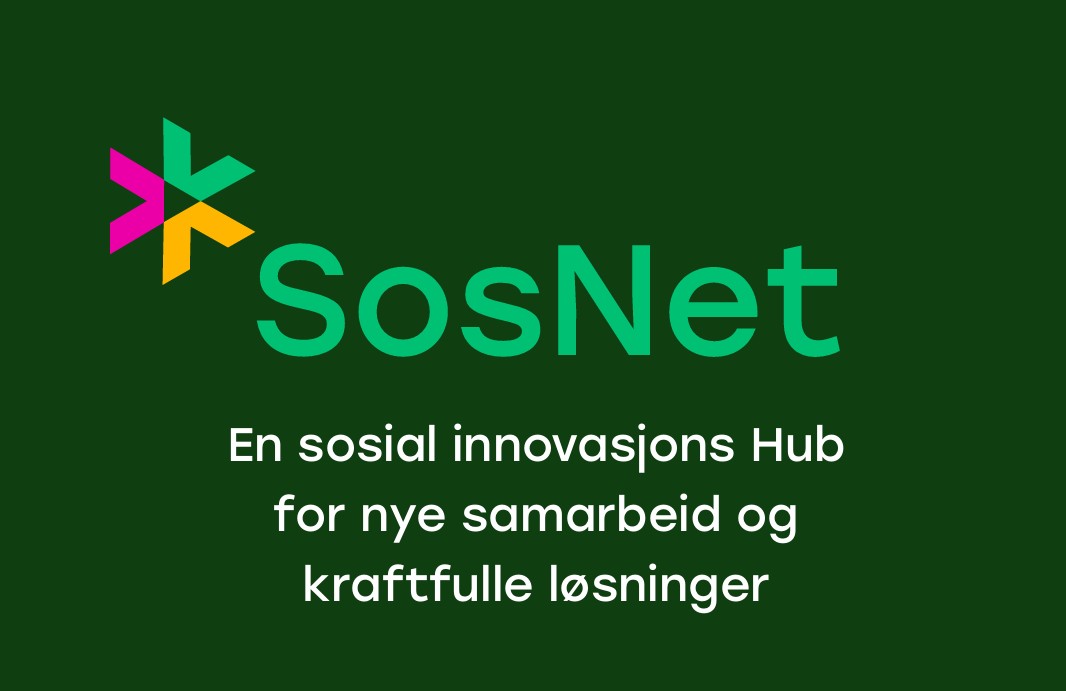 SosNet
En sosial innovasjons Hub
for nye samarbeid og
kraftfulle løsninger